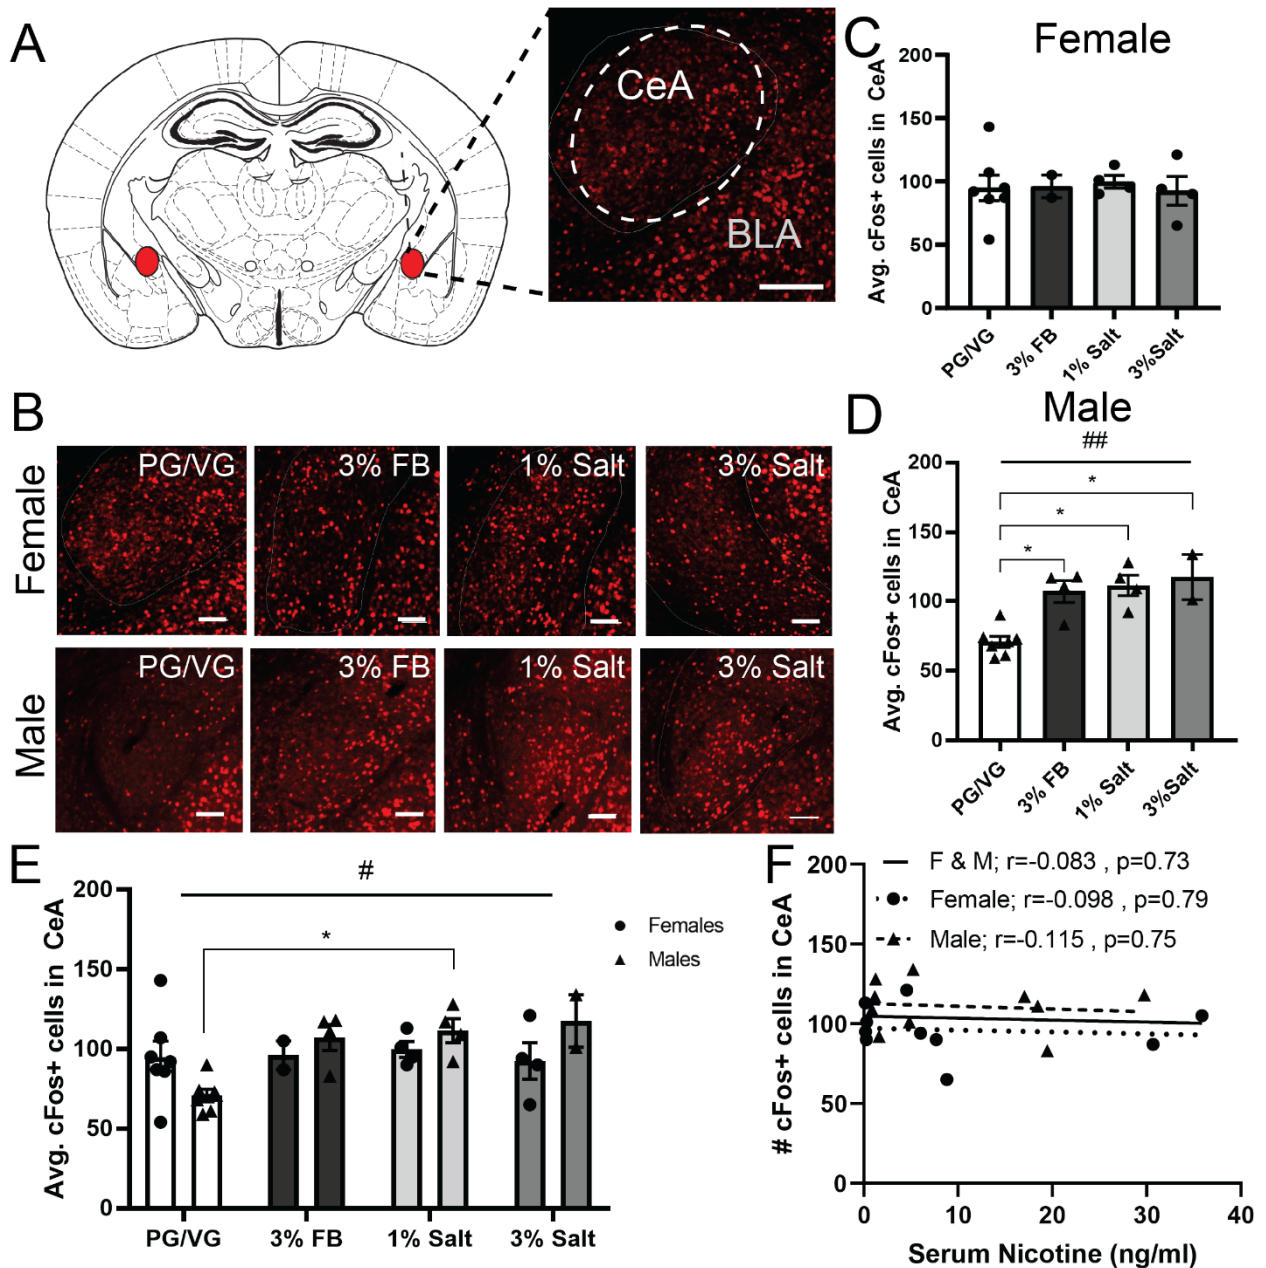 A
CeA
BLA
C
Female
Avg. cFos+ cells in CeA
200
150
100
50
0
PG/VG
3% FB
1% Salt
3%Salt
B
Female
PG/VG
3% FB
1% Salt
3% Salt
Male
PG/VG
3% FB
1% Salt
3% Salt
D
Male
##
*
*
*
Avg. cFos+ cells in CeA
200
150
100
50
0
PG/VG
3% FB
1% Salt
3%Salt
E
#
*
Females
Males
Avg. cFos+ cells in CeA
200
150
100
50
0
PG/VG
3% FB
1% Salt
3% Salt
F
F & M; r=-0.083 , p=0.73
Female; r=-0.098 , p=0.79
Male; r=-0.115 , p=0.75
# cFos+ cells in CeA
200
150
100
50
0
0
10
20
30
40
Serum Nicotine (ng/ml)